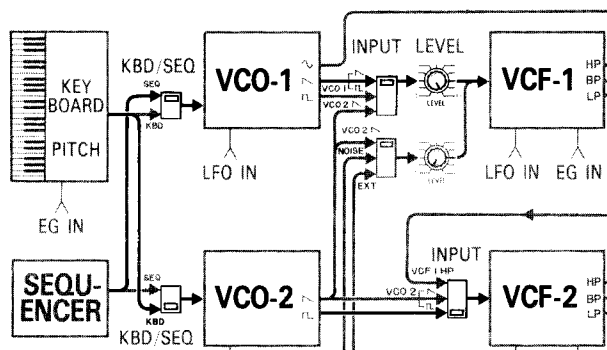 INPUT LEVEL
KBD/SEQ
KEY
BOARD
PITCH
SEQ
KBD
VCO-1
VCO 1
VCO 2
LEVEL
VCF-1
HP
BP
LP
VCO 2
NOISE
EXT
LEVEL
LFO IN
LFO IN
EG IN
EG IN
VCF 1 HP
INPUT
SEQU-
ENCER
SEQ
KBD
KBD/SEQ
VCO-2
VCO 2
VCF-2
HP
BP
LP